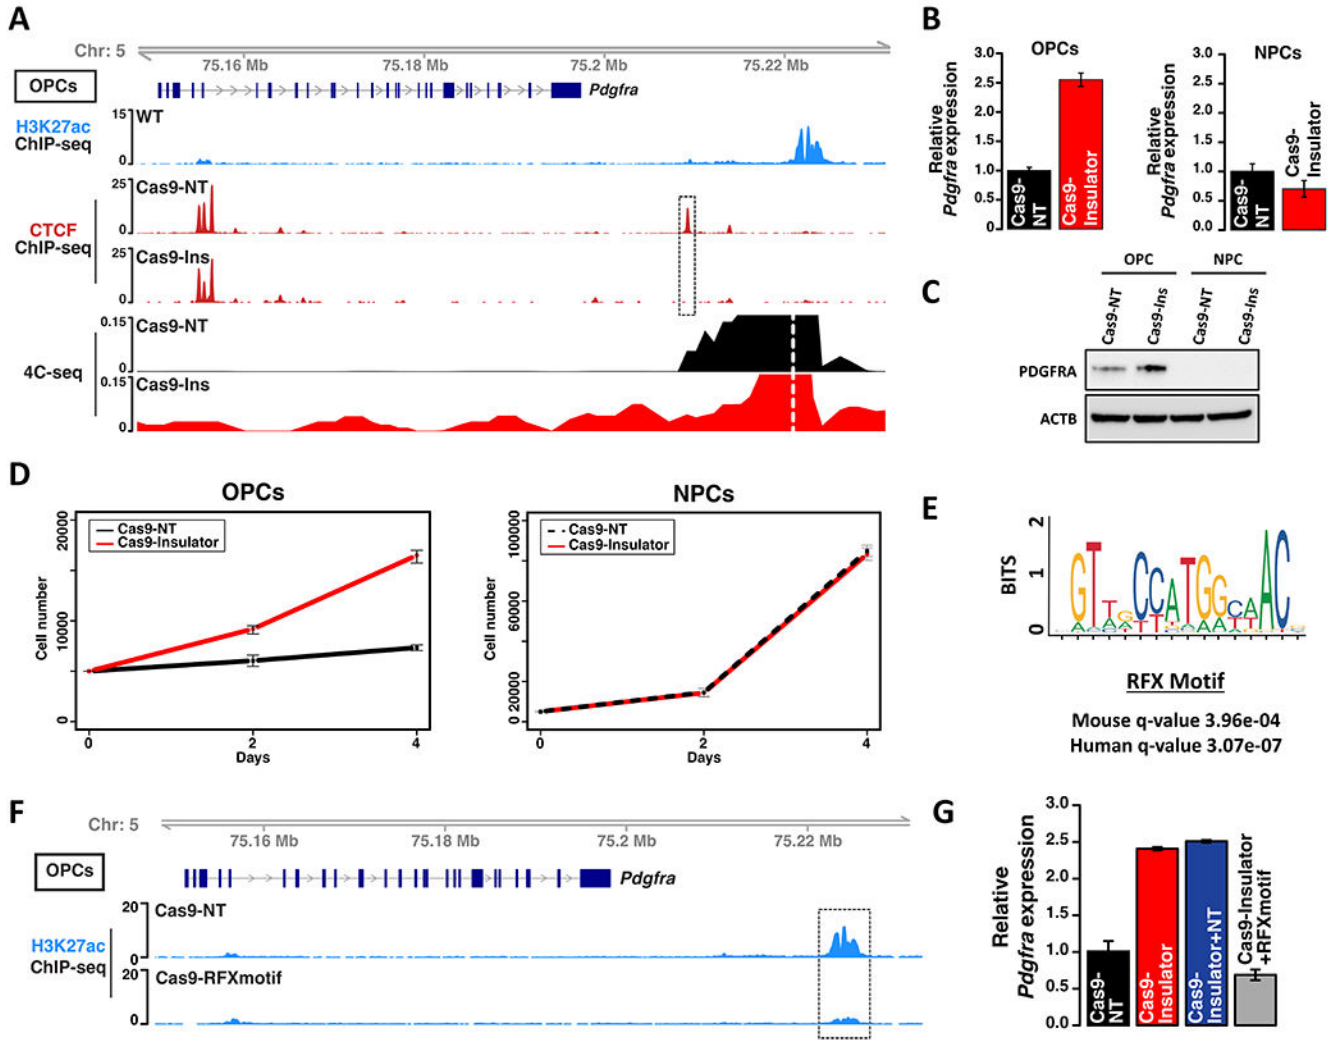 A
Chr: 5
75.16 Mb 75.18 Mb 75.2 Mb 75.22 Mb
OPCs
Pdgfra
H3K27ac
ChIP-seq
15
0
WT
CTCF
ChIP-seq
25
0
Cas9-NT
25
0
Cas9-Ins
4C-seq
0.15
0
Cas9-NT
0.15
0
Cas9-Ins
B
OPCs
Relative
Pdgfra expression
3.0
2.5
2.0
1.5
1.0
0.5
0
Cas9-
NT
Cas9-
Insulator
NPCs
Relative
Pdgfra expression
3.0
2.5
2.0
1.5
1.0
0.5
0.0
Cas9-
NT
Cas9-
Insulator
C
OPC NPC
Cas9-NT Cas9-Ins Cas9-NT Cas9-Ins
PDGFRA
ACTB
D
OPCs
Cas9-NT
Cas9-Insulator
Cell number
20000
10000
0
0 2 4
Days
NPCs
Cas9-NT
Cas9-Insulator
Cell number
100000
60000
20000
0
0 2 4
Days
E
BITS
2
1
0
RFX Motif
Mouse q-value 3.96e-04
Human q-value 3.07e-07
F
Chr: 5
75.16 Mb 75.18 Mb 75.2 Mb 75.22 Mb
OPCs
Pdgfra
H3K27ac
ChIP-seq
20
0
Cas9-NT
20
0
Cas9-RFXmotif
G
Relative
Pdgfra expression
3.0
2.5
2.0
1.5
1.0
0.5
0.0
Cas9-
NT
Cas9-
Insulator
Cas9-
Insulator+NT
Cas9-Insulator
+RFXmotif